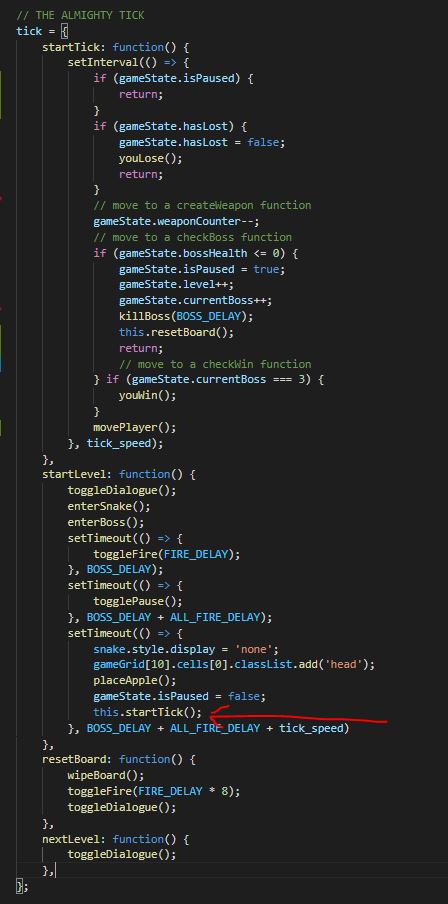 // THE ALMIGHTY TICK
tick = {
    startTick: function() {
        setInterval(() => {
            if (gameState.isPaused) {
                return;
            }
            if (gameState.hasLost) {
                gameState.hasLost = false;
                youLose();
                return;
            }
            // move to a createWeapon function
            gameState.weaponCounter--;
            // move to a checkBoss function
            if (gameState.bossHealth <= 0) {
                gameState.isPaused = true;
                gameState.level++;
                gameState.currentBoss++;
                killBoss(BOSS_DELAY);
                this.resetBoard();
                return;
                // move to a checkWin function
            } if (gameState.currentBoss === 3) {
                youWin();
            }
            movePlayer();
        }, tick_speed);
    },
    startLevel: function() {
        toggleDialogue();
        enterSnake();
        enterBoss();
        setTimeout(() => {
            toggleFire(FIRE_DELAY);
        }, BOSS_DELAY);
        setTimeout(() => {
            togglePause();
        }, BOSS_DELAY + ALL_FIRE_DELAY);
        setTimeout(() => {
            snake.style.display = 'none';
            gameGrid[10].cells[0].classList.add('head');
            placeApple();
            gameState.isPaused = false;
            this.startTick();
        }, BOSS_DELAY + ALL_FIRE_DELAY + tick_speed)
    },
    resetBoard: function() {
        wipeBoard();
        toggleFire(FIRE_DELAY * 8);
        toggleDialogue();
    },
    nextLevel: function() {
        toggleDialogue();
    },
};